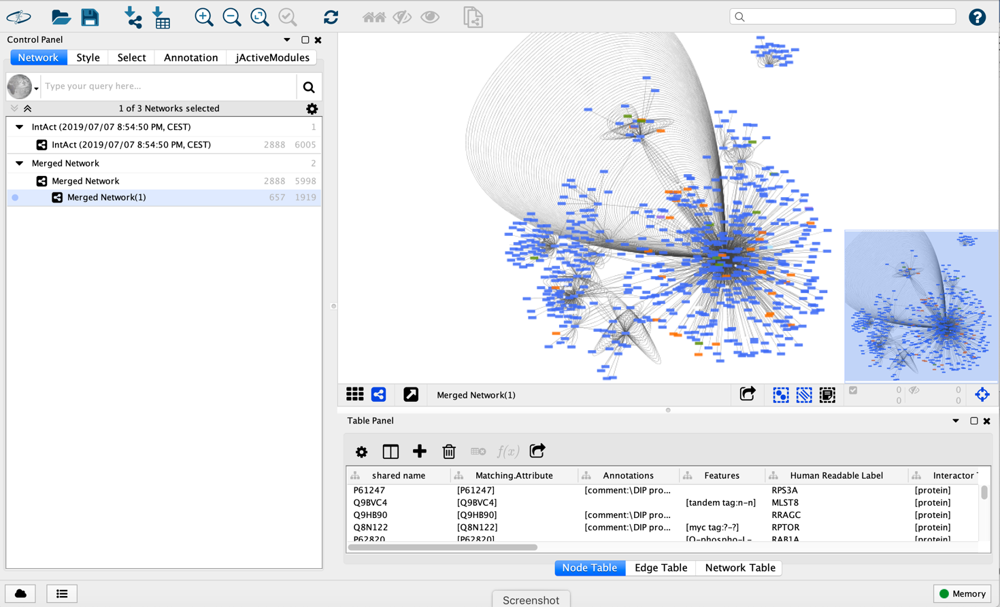 Control Panel
Network Style Select Annotation jActiveModules
Type your query here...
1 of 3 Networks selected
IntAct (2019/07/07 8:54:50 PM, CEST) 1
IntAct (2019/07/07 8:54:50 PM, CEST) 2888 6005
Merged Network 2
Merged Network 2888 5998
Merged Network(1) 657 1919
Merged Network(1)
0 0
0 0
Table Panel
f(x)
shared name Matching.Attribute Annotations Features Human Readable Label Interactor
P61247 [P61247] [comment:\DIP pro... RPS3A [protein]
Q9BVC4 [Q9BVC4] [tandem tag:n-n] MLST8 [protein]
Q9HB90 [Q9HB90] [comment:\DIP pro... RRAGC [protein]
Q8N122 [Q8N122] [comment:\DIP pro... [myc tag:?-?] RPTOR [protein]
P62820 [P62820] [O-phospho-L- RAB1A [protein]
Node Table Edge Table Network Table
Memory
Screenshot